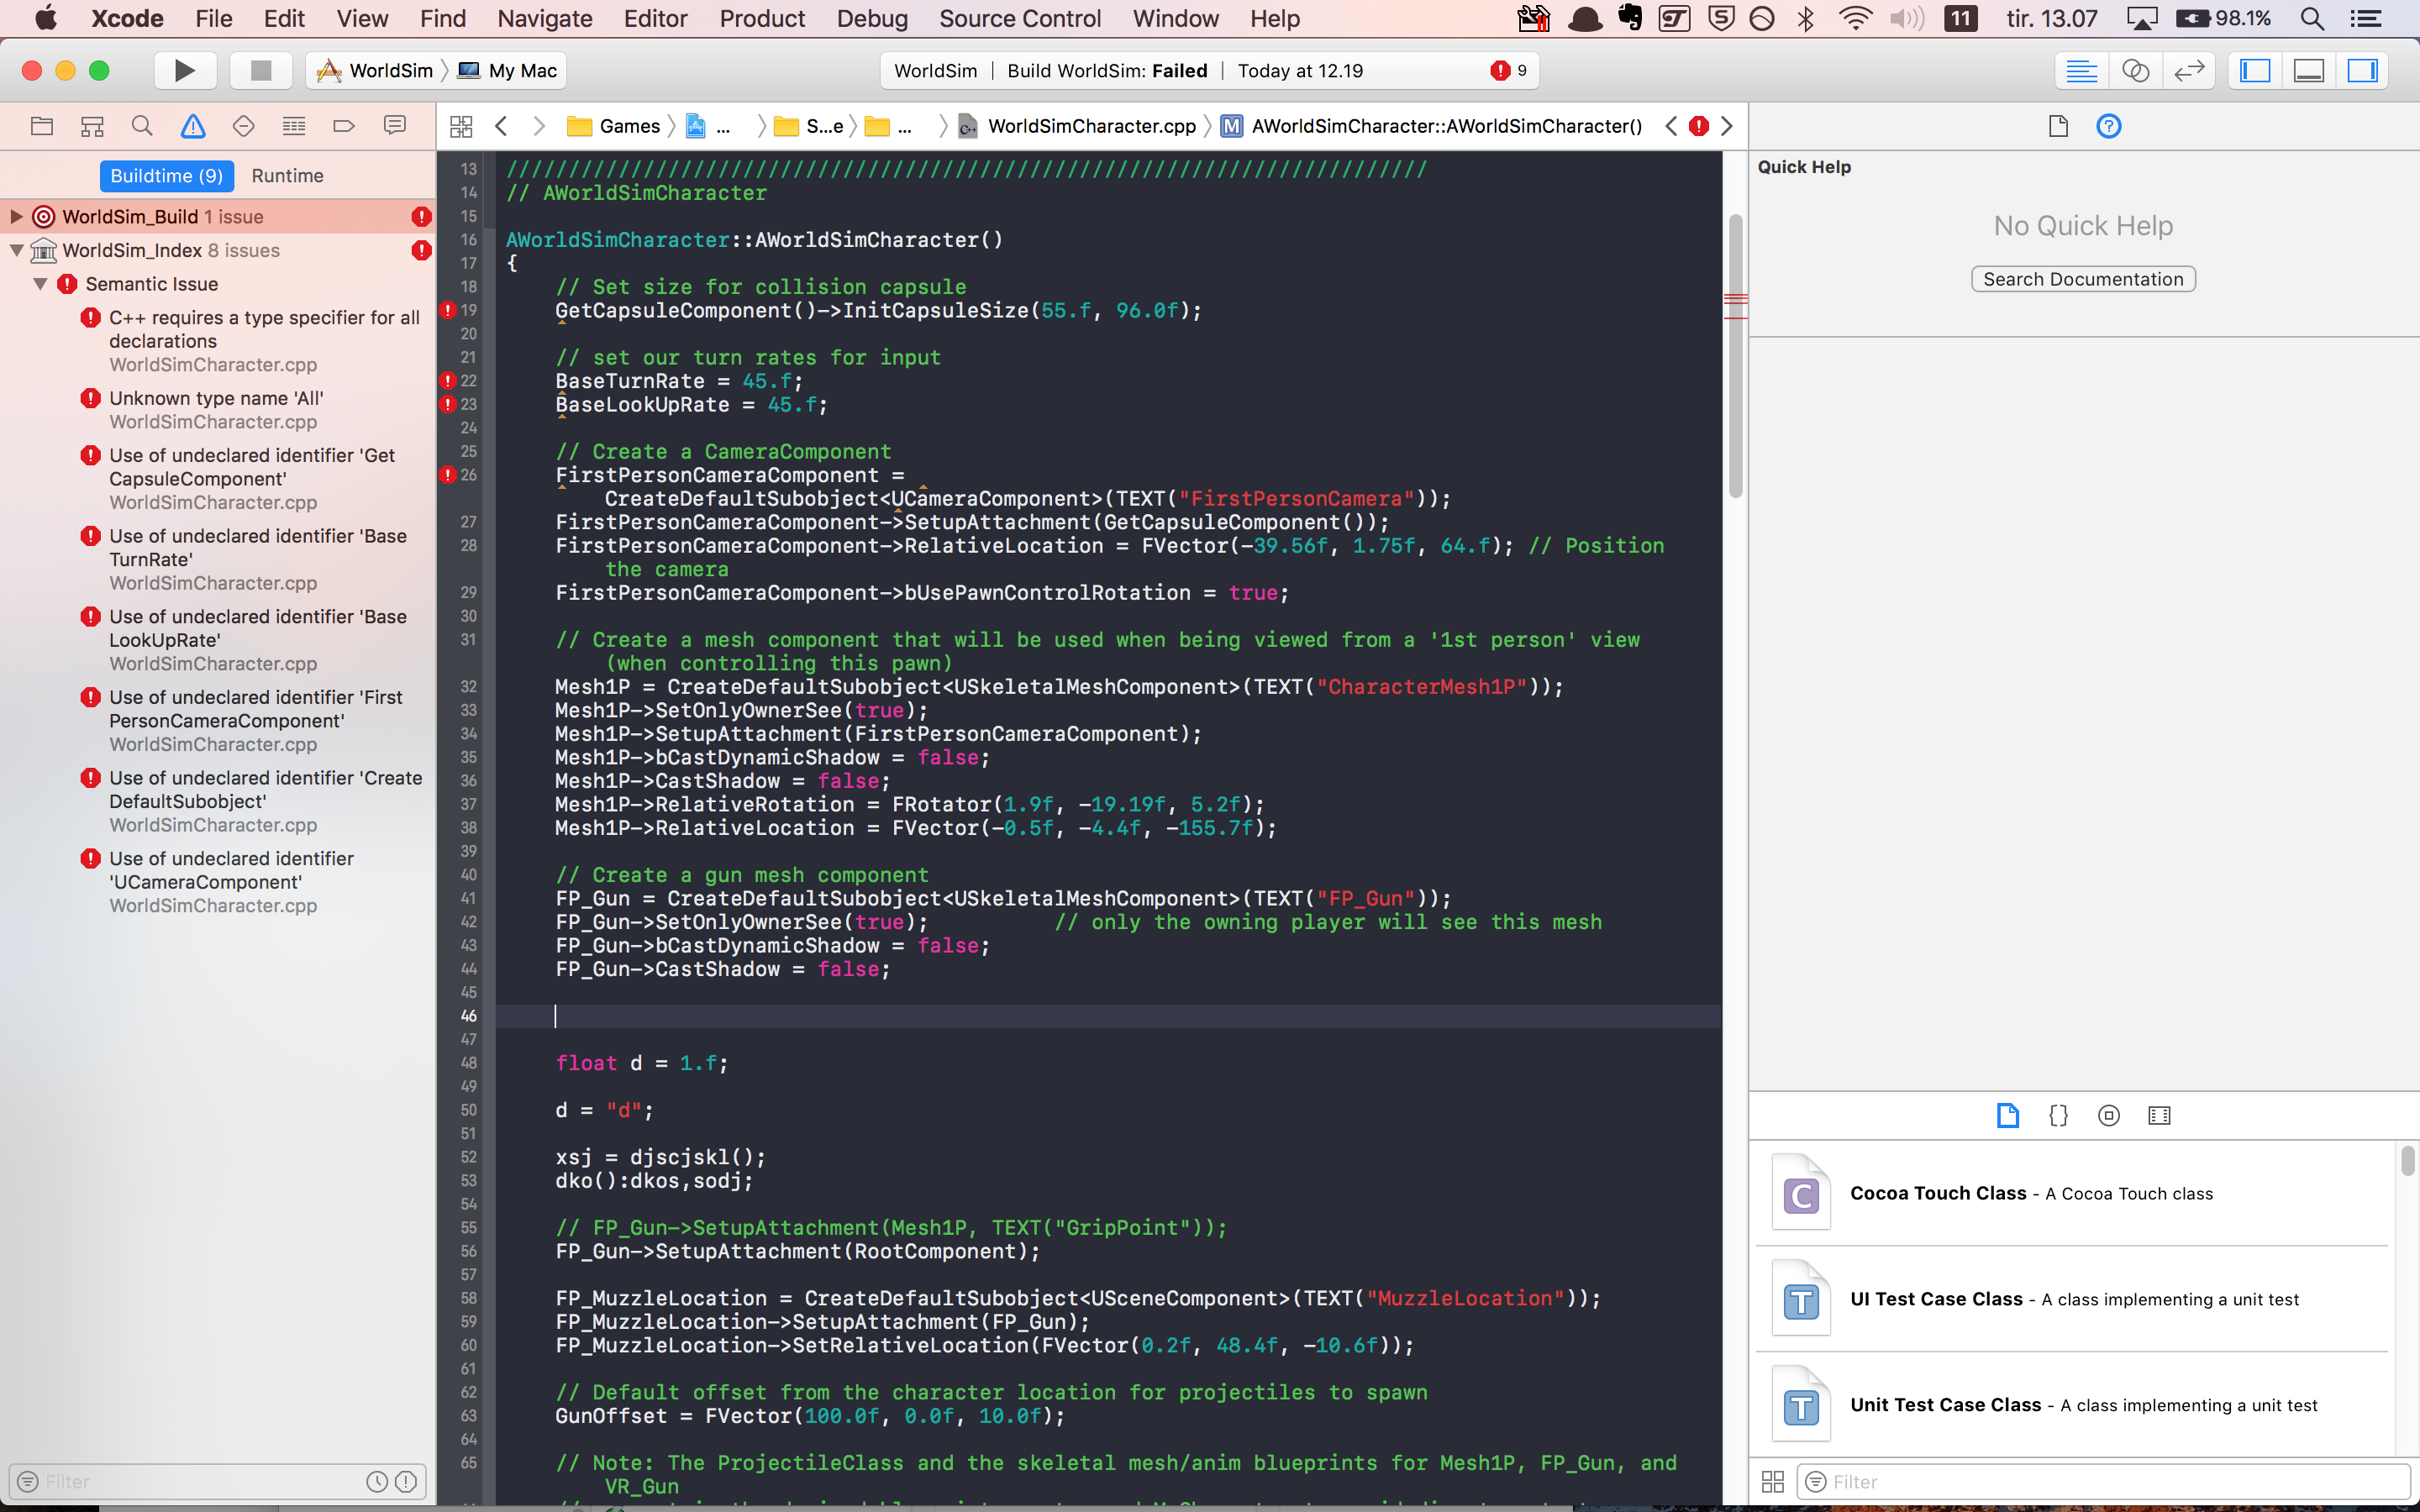 Xcode File Edit View Find Navigate Editor Product Debug Source Control Window Help 11 tir. 13.07 98.1%
WorldSim My Mac WorldSim | Build WorldSim: Failed | Today at 12.19 9
Games ... S...e ... WorldSimCharacter.cpp M AWorldSimCharacter::AWorldSimCharacter()
Buildtime (9) Runtime
WorldSim_Build 1 issue
WorldSim_Index 8 issues
Semantic Issue
C++ requires a type specifier for all
declarations
WorldSimCharacter.cpp
Unknown type name 'All'
WorldSimCharacter.cpp
Use of undeclared identifier 'Get
CapsuleComponent'
WorldSimCharacter.cpp
Use of undeclared identifier 'Base
TurnRate'
WorldSimCharacter.cpp
Use of undeclared identifier 'Base
LookUpRate'
WorldSimCharacter.cpp
Use of undeclared identifier 'First
PersonCameraComponent'
WorldSimCharacter.cpp
Use of undeclared identifier 'Create
DefaultSubobject'
WorldSimCharacter.cpp
Use of undeclared identifier
'UCameraComponent'
WorldSimCharacter.cpp
Filter
13 //////////////////////////////////////////////////////////////////////////
14 // AWorldSimCharacter
15
16 AWorldSimCharacter::AWorldSimCharacter()
17 {
18 // Set size for collision capsule
19 GetCapsuleComponent()->InitCapsuleSize(55.f, 96.0f);
20
21 // set our turn rates for input
22 BaseTurnRate = 45.f;
23 BaseLookUpRate = 45.f;
24
25 // Create a CameraComponent
26 FirstPersonCameraComponent =
CreateDefaultSubobject<UCameraComponent>(TEXT("FirstPersonCamera"));
27 FirstPersonCameraComponent->SetupAttachment(GetCapsuleComponent());
28 FirstPersonCameraComponent->RelativeLocation = FVector(-39.56f, 1.75f, 64.f); // Position
the camera
29 FirstPersonCameraComponent->bUsePawnControlRotation = true;
30
31 // Create a mesh component that will be used when being viewed from a '1st person' view
(when controlling this pawn)
32 Mesh1P = CreateDefaultSubobject<USkeletalMeshComponent>(TEXT("CharacterMesh1P"));
33 Mesh1P->SetOnlyOwnerSee(true);
34 Mesh1P->SetupAttachment(FirstPersonCameraComponent);
35 Mesh1P->bCastDynamicShadow = false;
36 Mesh1P->CastShadow = false;
37 Mesh1P->RelativeRotation = FRotator(1.9f, -19.19f, 5.2f);
38 Mesh1P->RelativeLocation = FVector(-0.5f, -4.4f, -155.7f);
39
40 // Create a gun mesh component
41 FP_Gun = CreateDefaultSubobject<USkeletalMeshComponent>(TEXT("FP_Gun"));
42 FP_Gun->SetOnlyOwnerSee(true); // only the owning player will see this mesh
43 FP_Gun->bCastDynamicShadow = false;
44 FP_Gun->CastShadow = false;
45
46
47
48 float d = 1.f;
49
50 d = "d";
51
52 xsj = djscjskl();
53 dko():dkos,sodj;
54
55 // FP_Gun->SetupAttachment(Mesh1P, TEXT("GripPoint"));
56 FP_Gun->SetupAttachment(RootComponent);
57
58 FP_MuzzleLocation = CreateDefaultSubobject<USceneComponent>(TEXT("MuzzleLocation"));
59 FP_MuzzleLocation->SetupAttachment(FP_Gun);
60 FP_MuzzleLocation->SetRelativeLocation(FVector(0.2f, 48.4f, -10.6f));
61
62 // Default offset from the character location for projectiles to spawn
63 GunOffset = FVector(100.0f, 0.0f, 10.0f);
64
65 // Note: The ProjectileClass and the skeletal mesh/anim blueprints for Mesh1P, FP_Gun, and
VR_Gun
Quick Help
No Quick Help
Search Documentation
{}
C Cocoa Touch Class - A Cocoa Touch class
T UI Test Case Class - A class implementing a unit test
T Unit Test Case Class - A class implementing a unit test
Filter